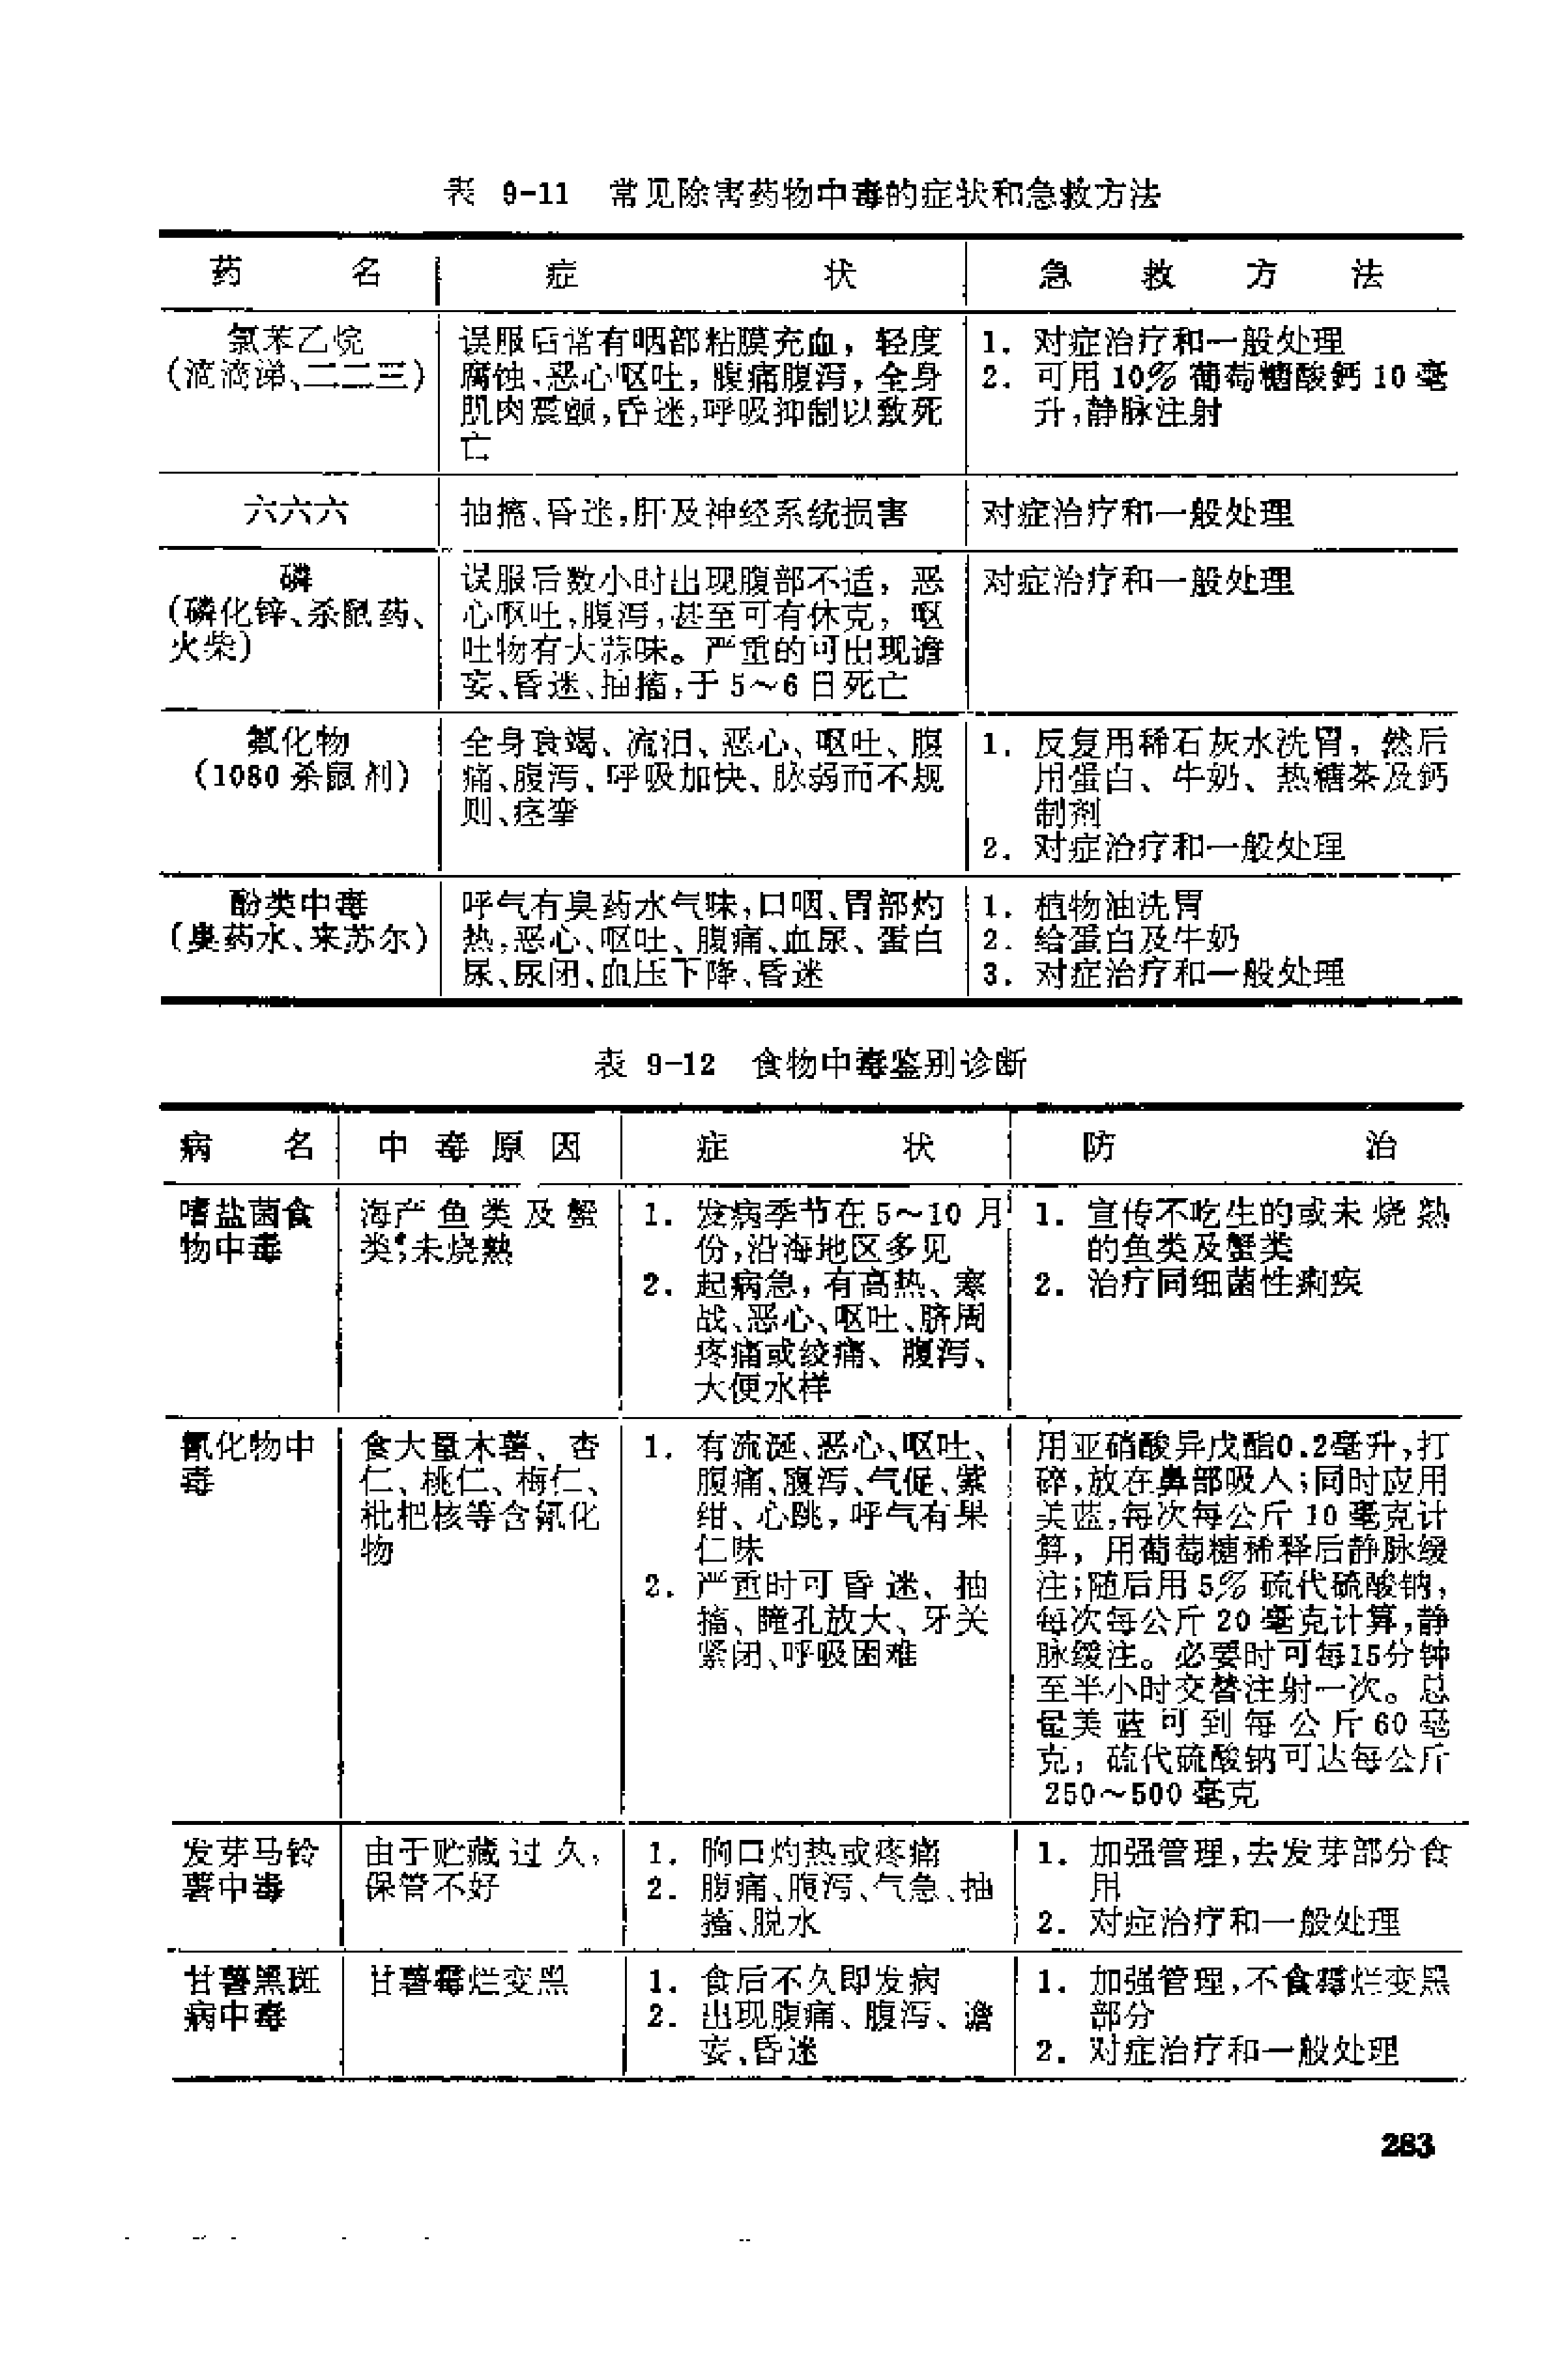 表 9-11 常见除害药物中毒的症状和急救方法
药名 症状 急救方法
氯苯乙烷
(滴滴涕、二二三)
误服后常有咽部粘膜充血，轻度
腐蚀、恶心呕吐，腹痛腹泻，全身
肌肉震颤，昏迷，呼吸抑制以致死
亡
1. 对症治疗和一般处理
2. 可用10%葡萄糖酸鈣10毫
升，静脉注射
六六六
抽搐、昏迷，肝及神经系统损害
对症治疗和一般处理
磷
(磷化锌、杀鼠药、
火柴)
误服后数小时出现腹部不适，恶
心呕吐，腹泻，甚至可有休克，呕
吐物有大蒜味。严重的可出现谵
妄、昏迷、抽搐，于5～6日死亡
对症治疗和一般处理
氟化物
(1080杀鼠剂)
全身衰竭、流泪、恶心、呕吐、腹
痛、腹泻、呼吸加快、脉弱而不规
则、痉挛
1. 反复用稀石灰水洗胃，然后
用蛋白、牛奶、热糖茶及鈣
制剂
2. 对症治疗和一般处理
酚类中毒
(臭药水、来苏尔)
呼气有臭药水气味，口咽、胃部灼
热，恶心、呕吐、腹痛、血尿、蛋白
尿、尿闭、血压下降、昏迷
1. 植物油洗胃
2. 给蛋白及牛奶
3. 对症治疗和一般处理
表 9-12 食物中毒鉴别诊断
病名 中毒原因 症状 防治
嗜盐菌食
物中毒
海产鱼类及蟹
类，未烧熟
1. 发病季节在5～10月
份，沿海地区多见
2. 起病急，有高热、寒
战、恶心、呕吐、脐周
疼痛或绞痛、腹泻、
大便水样
1. 宣传不吃生的或未烧熟
的鱼类及蟹类
2. 治疗同细菌性痢疾
氰化物中
毒
食大量木薯、杏
仁、桃仁、梅仁、
枇杷核等含氰化
物
1. 有流涎、恶心、呕吐、
腹痛、腹泻、气促、紫
绀、心跳，呼气有果
仁味
2. 严重时可昏迷、抽
搐、瞳孔放大、牙关
紧闭、呼吸困难
用亚硝酸异戊酯0.2毫升，打
碎，放在鼻部吸入；同时应用
美蓝，每次每公斤10毫克计
算，用葡萄糖稀释后静脉缓
注；随后用5%硫代硫酸钠，
每次每公斤20毫克计算，静
脉缓注。必要时可每15分钟
至半小时交替注射一次。总
量美蓝可到每公斤60毫
克，硫代硫酸钠可达每公斤
250～500毫克
发芽马铃
薯中毒
由于贮藏过久，
保管不好
1. 胸口灼热或疼痛
2. 腹痛、腹泻、气急、抽
搐、脱水
1. 加强管理，去发芽部分食
用
2. 对症治疗和一般处理
甘薯黑斑
病中毒
甘薯霉烂变黑
1. 食后不久即发病
2. 出现腹痛、腹泻、谵
妄、昏迷
1. 加强管理，不食霉烂变黑
部分
2. 对症治疗和一般处理
283